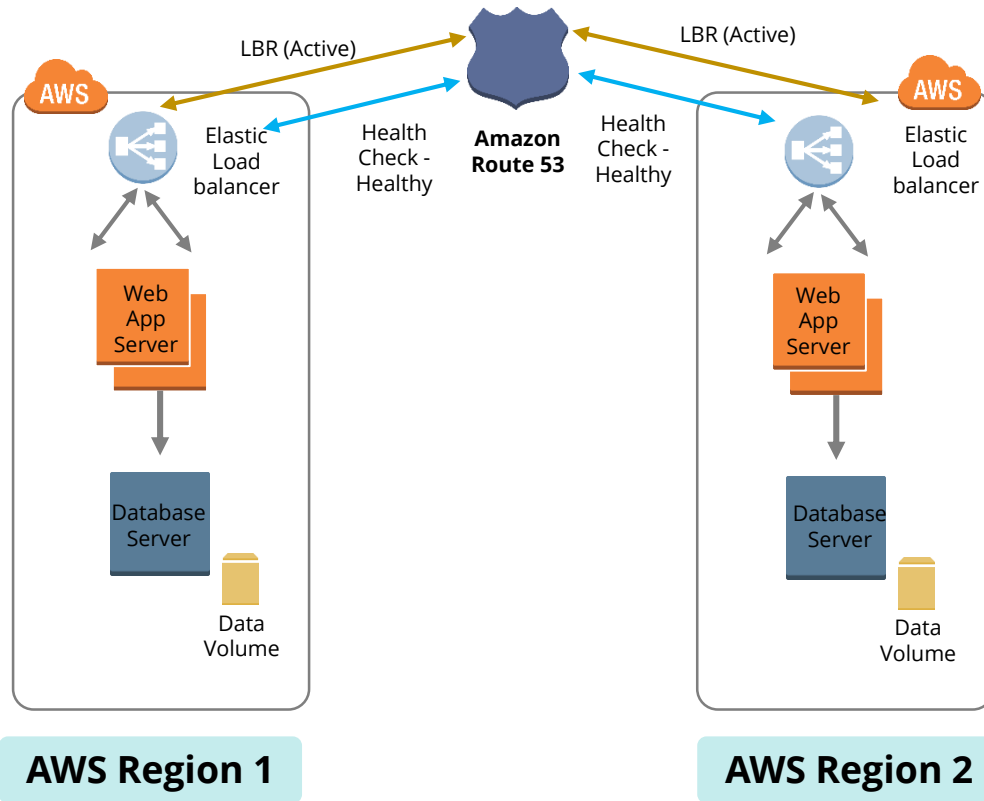 LBR (Active)
LBR (Active)
AWS
AWS
Elastic
Load
balancer
Health
Check -
Healthy
Amazon
Route 53
Health
Check -
Healthy
Elastic
Load
balancer
Web
App
Server
Web
App
Server
Database
Server
Database
Server
Data
Volume
Data
Volume
AWS Region 1
AWS Region 2